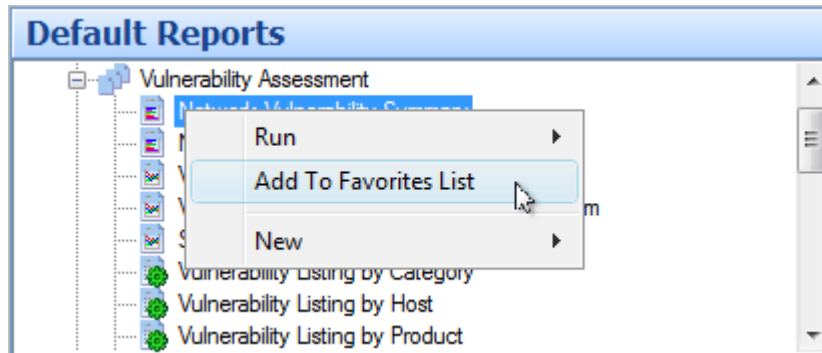 Default Reports
Vulnerability Assessment
Network Vulnerability Summary
Run
Add To Favorites List
New
Vulnerability Listing by Category
Vulnerability Listing by Host
Vulnerability Listing by Product